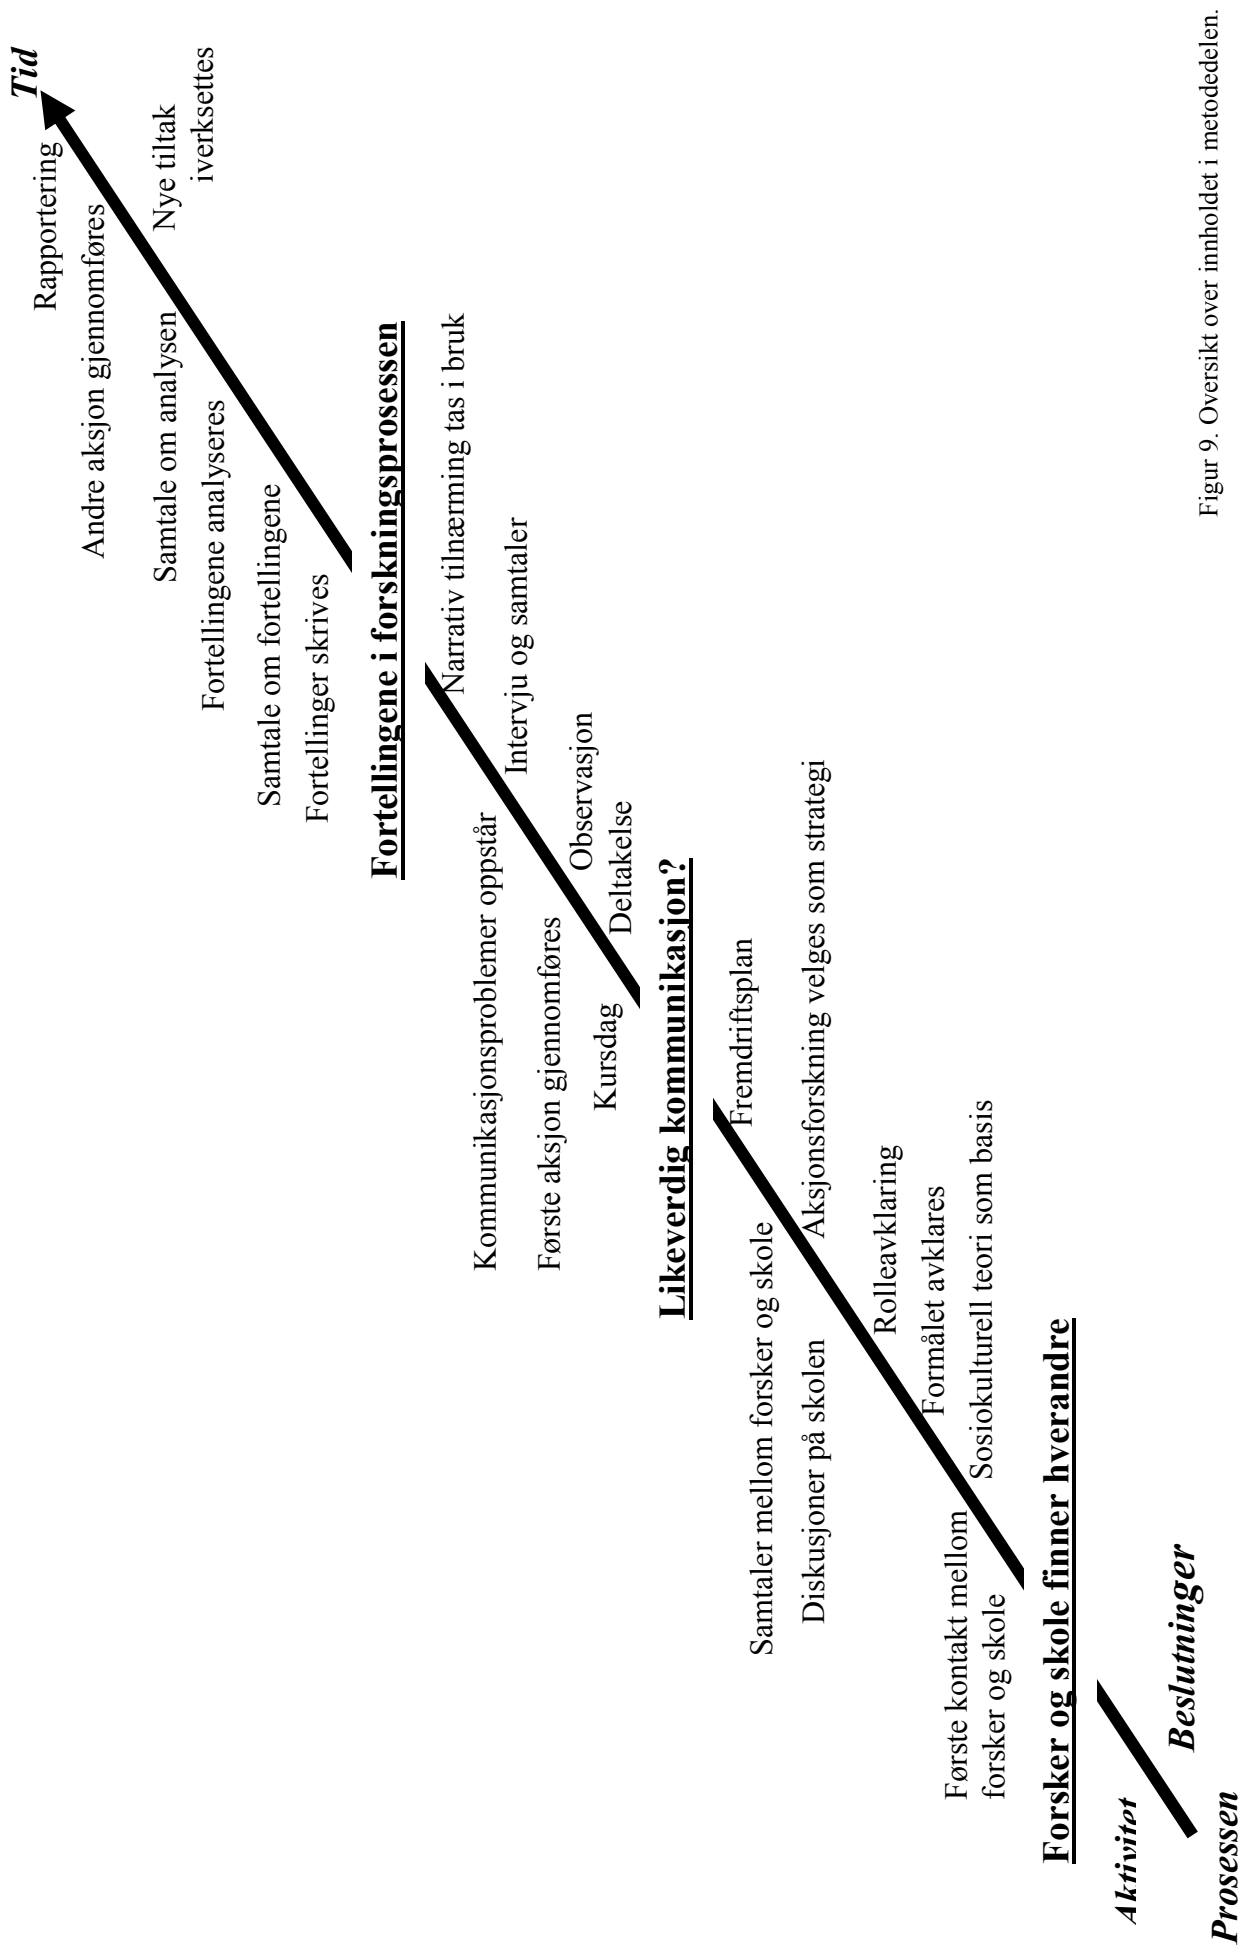 Tid
Rapportering
Andre aksjon gjennomføres
Samtale om analysen
Nye tiltak
iverksettes
Fortellingene analyseres
Samtale om fortellingene
Fortellinger skrives
Fortellingene i forskningsprosessen
Narrativ tilnærming tas i bruk
Kommunikasjonsproblemer oppstår
Intervju og samtaler
Første aksjon gjennomføres
Observasjon
Kursdag
Deltakelse
Likeverdig kommunikasjon?
Fremdriftsplan
Samtaler mellom forsker og skole
Diskusjoner på skolen
Aksjonsforskning velges som strategi
Rolleavklaring
Formålet avklares
Første kontakt mellom
forsker og skole
Sosiokulturell teori som basis
Forsker og skole finner hverandre
Aktivitet
Beslutninger
Prosessen
Figur 9. Oversikt over innholdet i metodedelen.